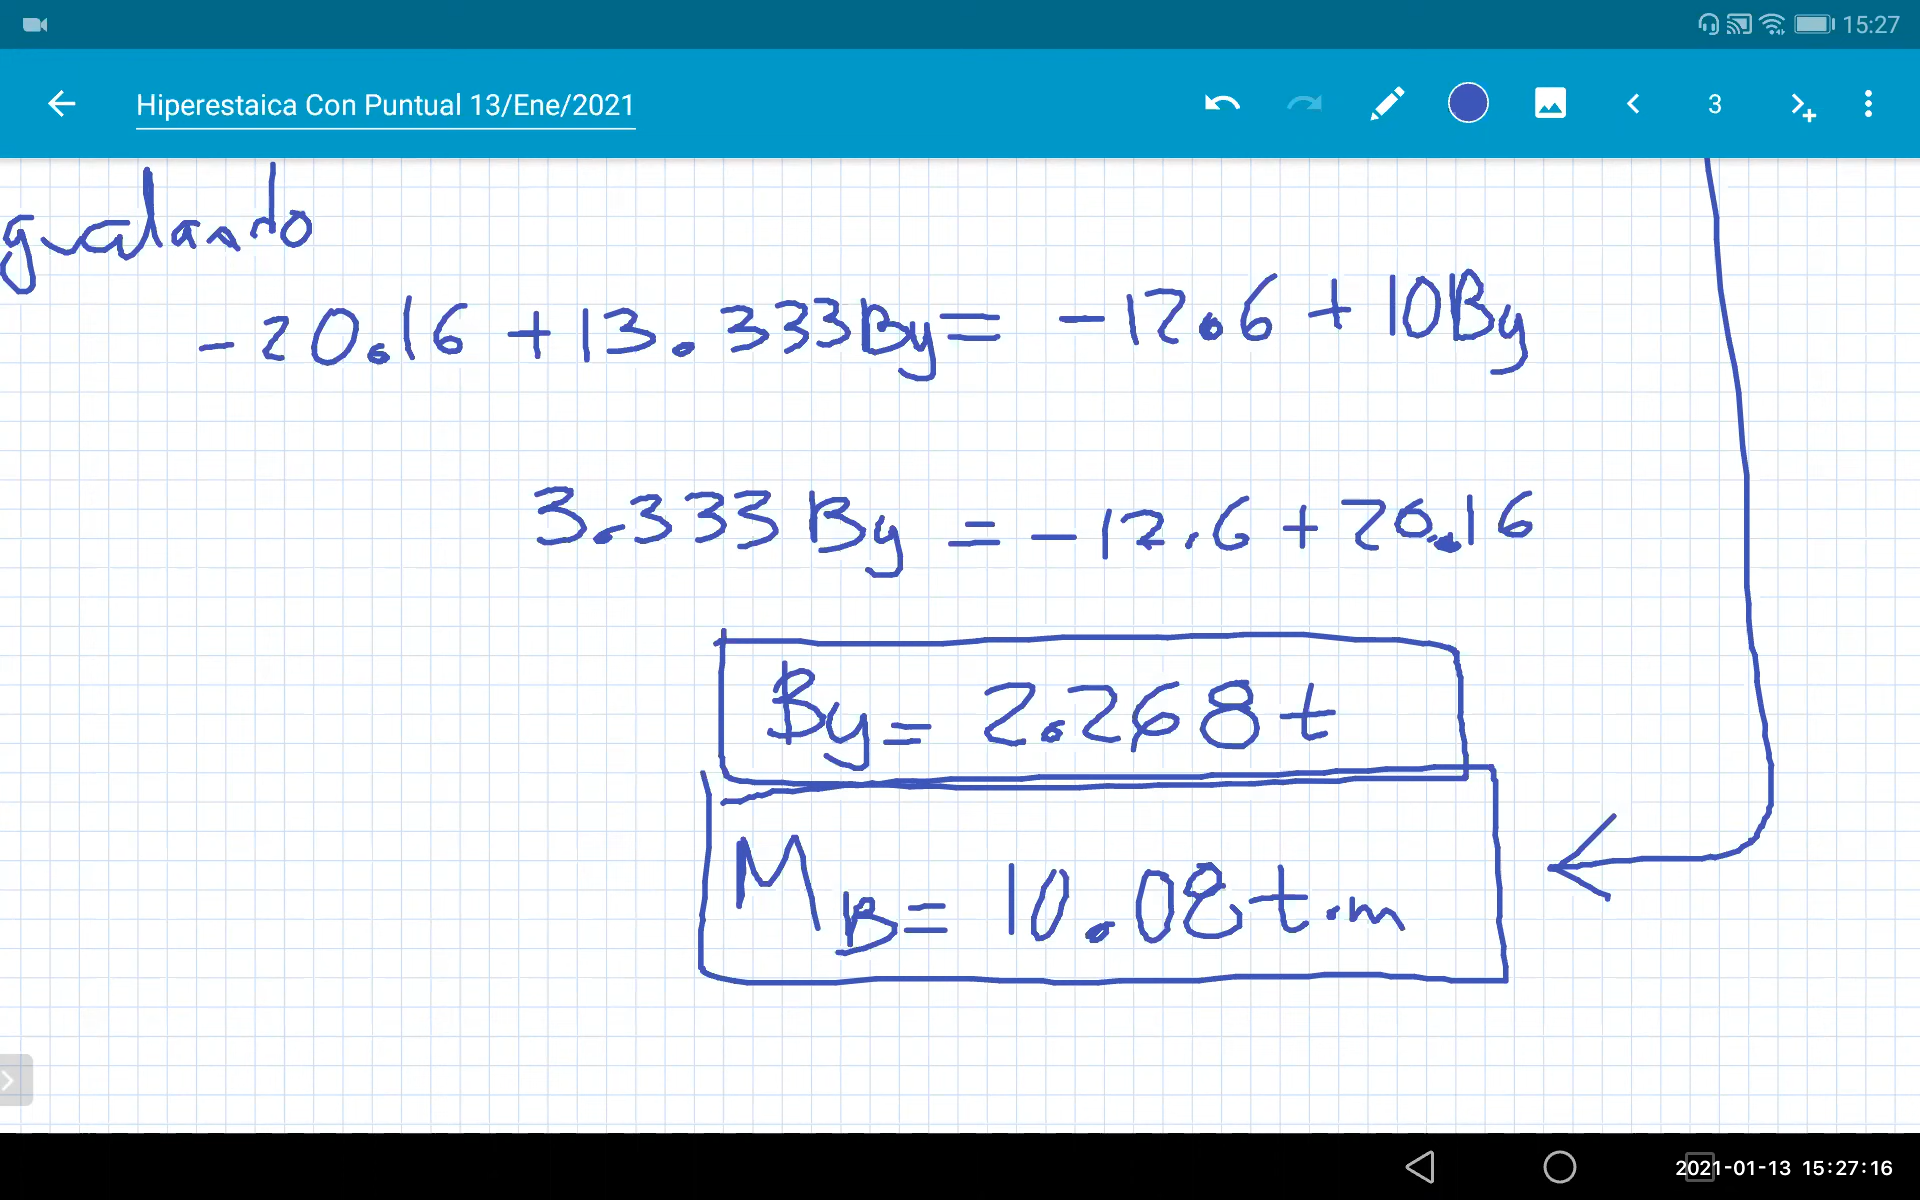 15:27
Hiperestaica Con Puntual 13/Ene/2021
3
gualando
-20.16 +13.333By= -12.6 + 10By
3.333 By = -12.6 + 20.16
By = 2.268 t
MB = 10.08 t.m
2021-01-13 15:27:16